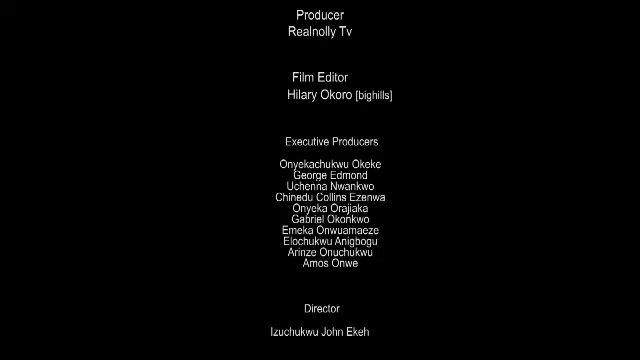 Producer
Realnolly Tv
Film Editor
Hilary Okoro [bighills]
Executive Producers
Onyekachukwu Okeke
George Edmond
Uchenna Nwankwo
Chinedu Collins Ezenwa
Onyeka Orajiaka
Gabriel Okonkwo
Emeka Onwuamaeze
Elochukwu Anigbogu
Arinze Onuchukwu
Amos Onwe
Director
Izuchukwu John Ekeh